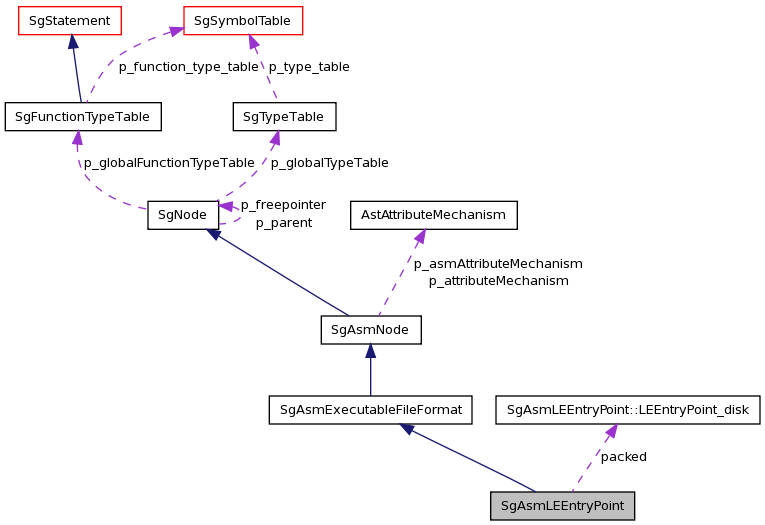 SgStatement
SgSymbolTable
p_function_type_table
p_type_table
SgFunctionTypeTable
SgTypeTable
p_globalFunctionTypeTable
p_globalTypeTable
SgNode
p_freepointer
p_parent
AstAttributeMechanism
p_asmAttributeMechanism
p_attributeMechanism
SgAsmNode
SgAsmExecutableFileFormat
SgAsmLEEntryPoint::LEEntryPoint_disk
packed
SgAsmLEEntryPoint